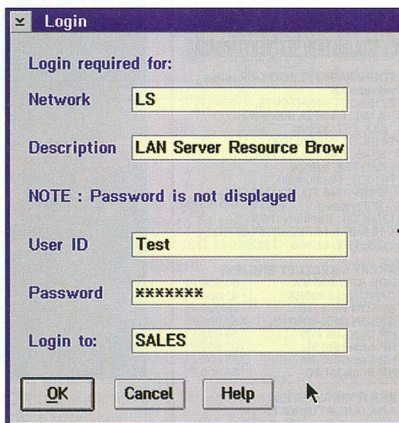 Login
Login required for:
Network LS
Description LAN Server Resource Brow
NOTE : Password is not displayed
User ID Test
Password *******
Login to: SALES
OK Cancel Help